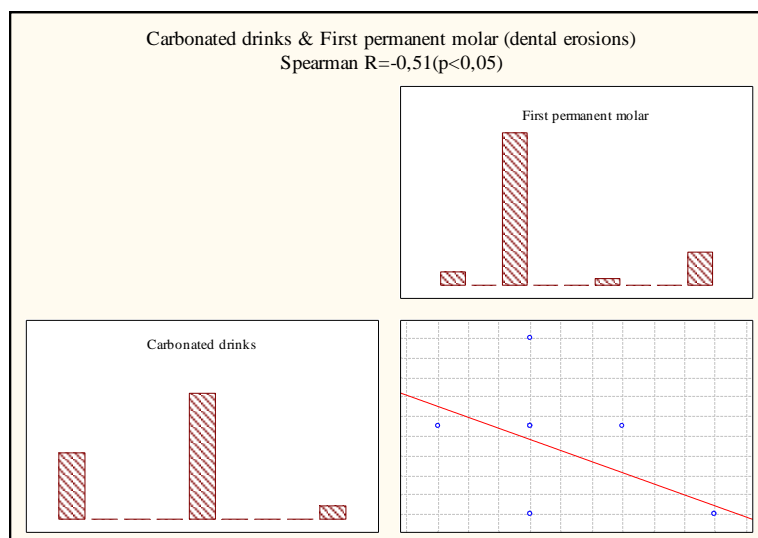 Carbonated drinks & First permanent molar (dental erosions)
Spearman R=-0,51(p<0,05)
First permanent molar
Carbonated drinks